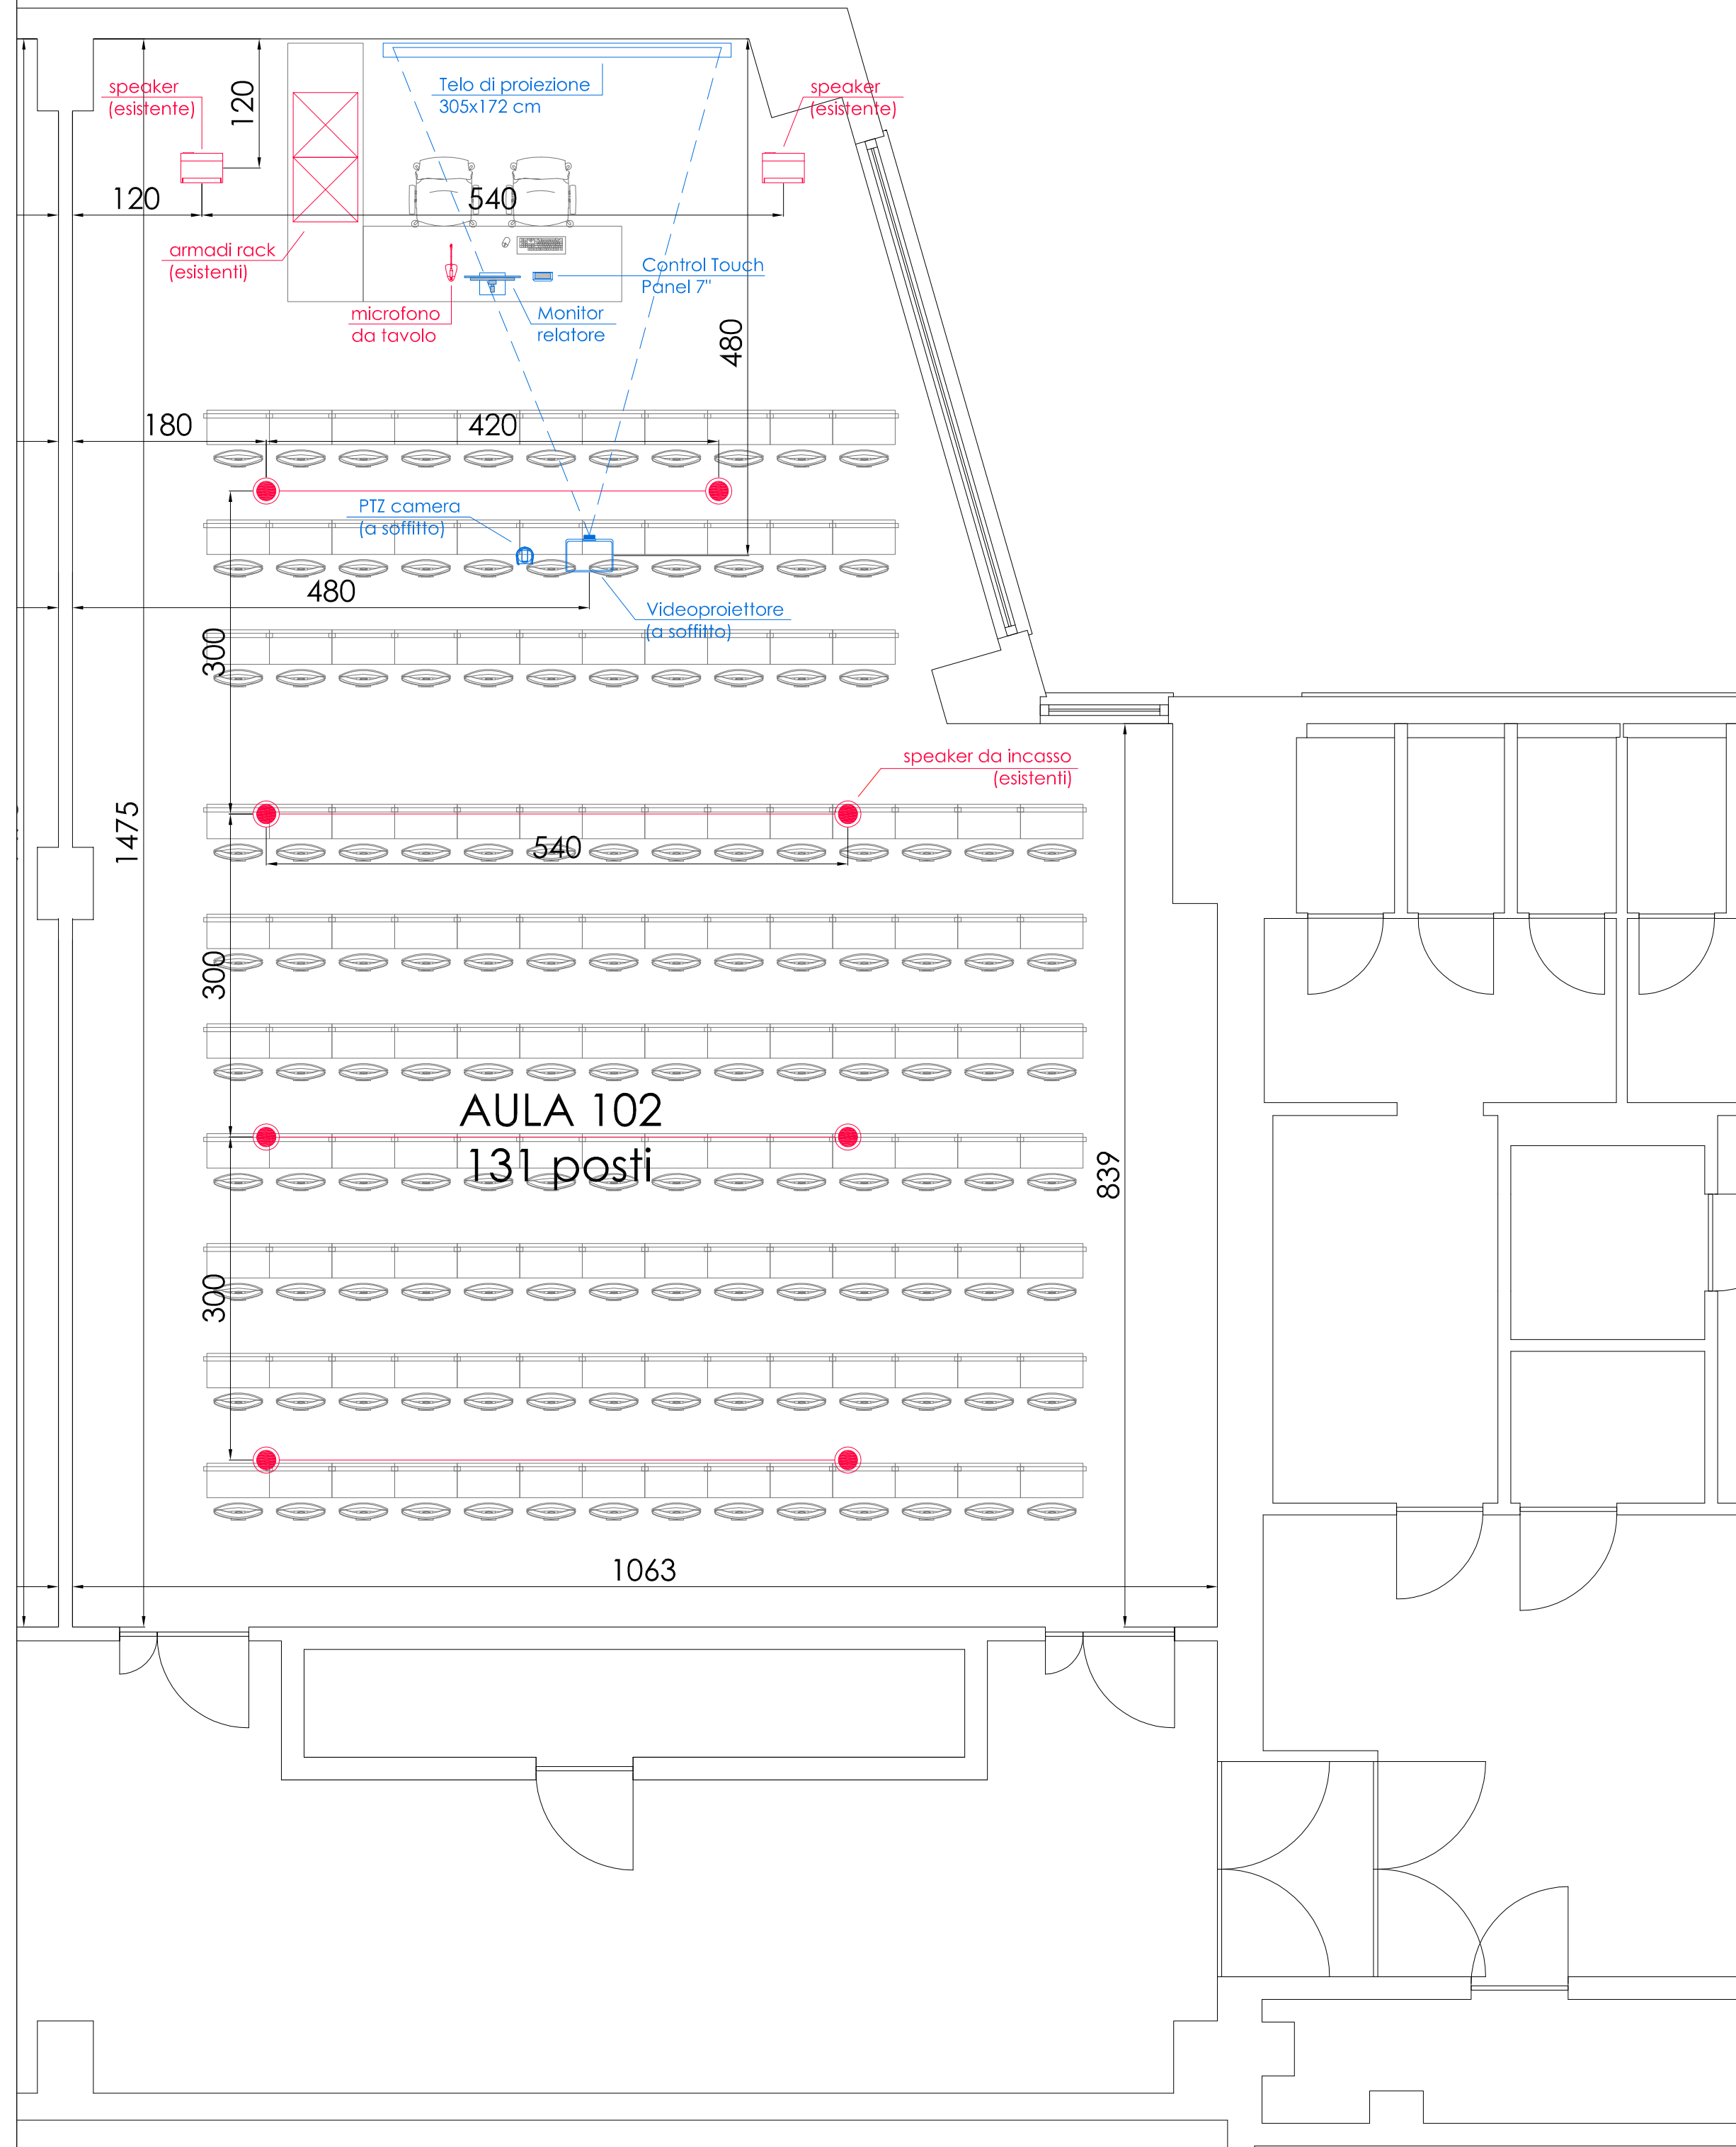 speaker
(esistente)
120
Telo di proiezione
305x172 cm
speaker
(esistente)
120
540
armadi rack
(esistenti)
Control Touch
Panel 7"
microfono
da tavolo
Monitor
relatore
480
180
420
PTZ camera
(a soffitto)
480
Videoproiettore
(a soffitto)
300
speaker da incasso
(esistenti)
1475
540
300
AULA 102
131 posti
839
300
1063